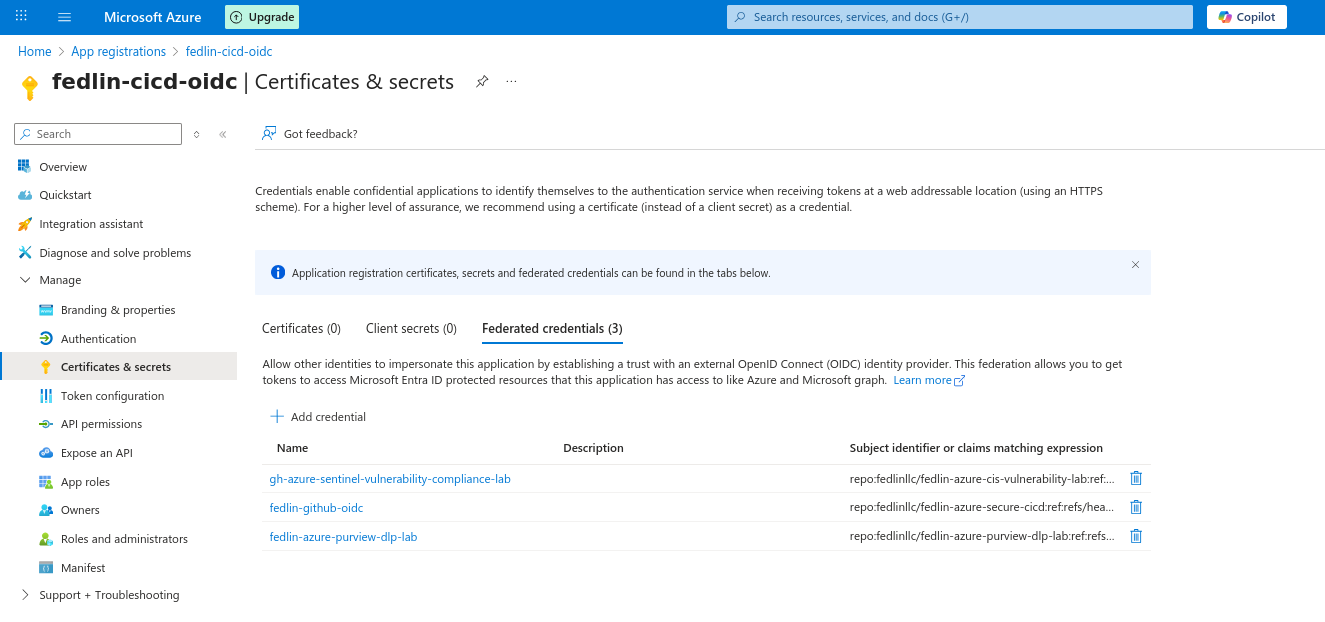 Microsoft Azure
Upgrade
Search resources, services, and docs (G+/)
Copilot
Home > App registrations > fedlin-cicd-oidc
fedlin-cicd-oidc | Certificates & secrets
Search
Got feedback?
Overview
Quickstart
Integration assistant
Diagnose and solve problems
Manage
Branding & properties
Authentication
Certificates & secrets
Token configuration
API permissions
Expose an API
App roles
Owners
Roles and administrators
Manifest
Support + Troubleshooting
Credentials enable confidential applications to identify themselves to the authentication service when receiving tokens at a web addressable location (using an HTTPS
scheme). For a higher level of assurance, we recommend using a certificate (instead of a client secret) as a credential.
Application registration certificates, secrets and federated credentials can be found in the tabs below.
Certificates (0) Client secrets (0) Federated credentials (3)
Allow other identities to impersonate this application by establishing a trust with an external OpenID Connect (OIDC) identity provider. This federation allows you to get
tokens to access Microsoft Entra ID protected resources that this application has access to like Azure and Microsoft graph. Learn more
Add credential
Name Description Subject identifier or claims matching expression
gh-azure-sentinel-vulnerability-compliance-lab repo:fedlinllc/fedlin-azure-cis-vulnerability-lab:ref:...
fedlin-github-oidc repo:fedlinllc/fedlin-azure-secure-cicd:ref:refs/hea...
fedlin-azure-purview-dlp-lab repo:fedlinllc/fedlin-azure-purview-dlp-lab:ref:refs...